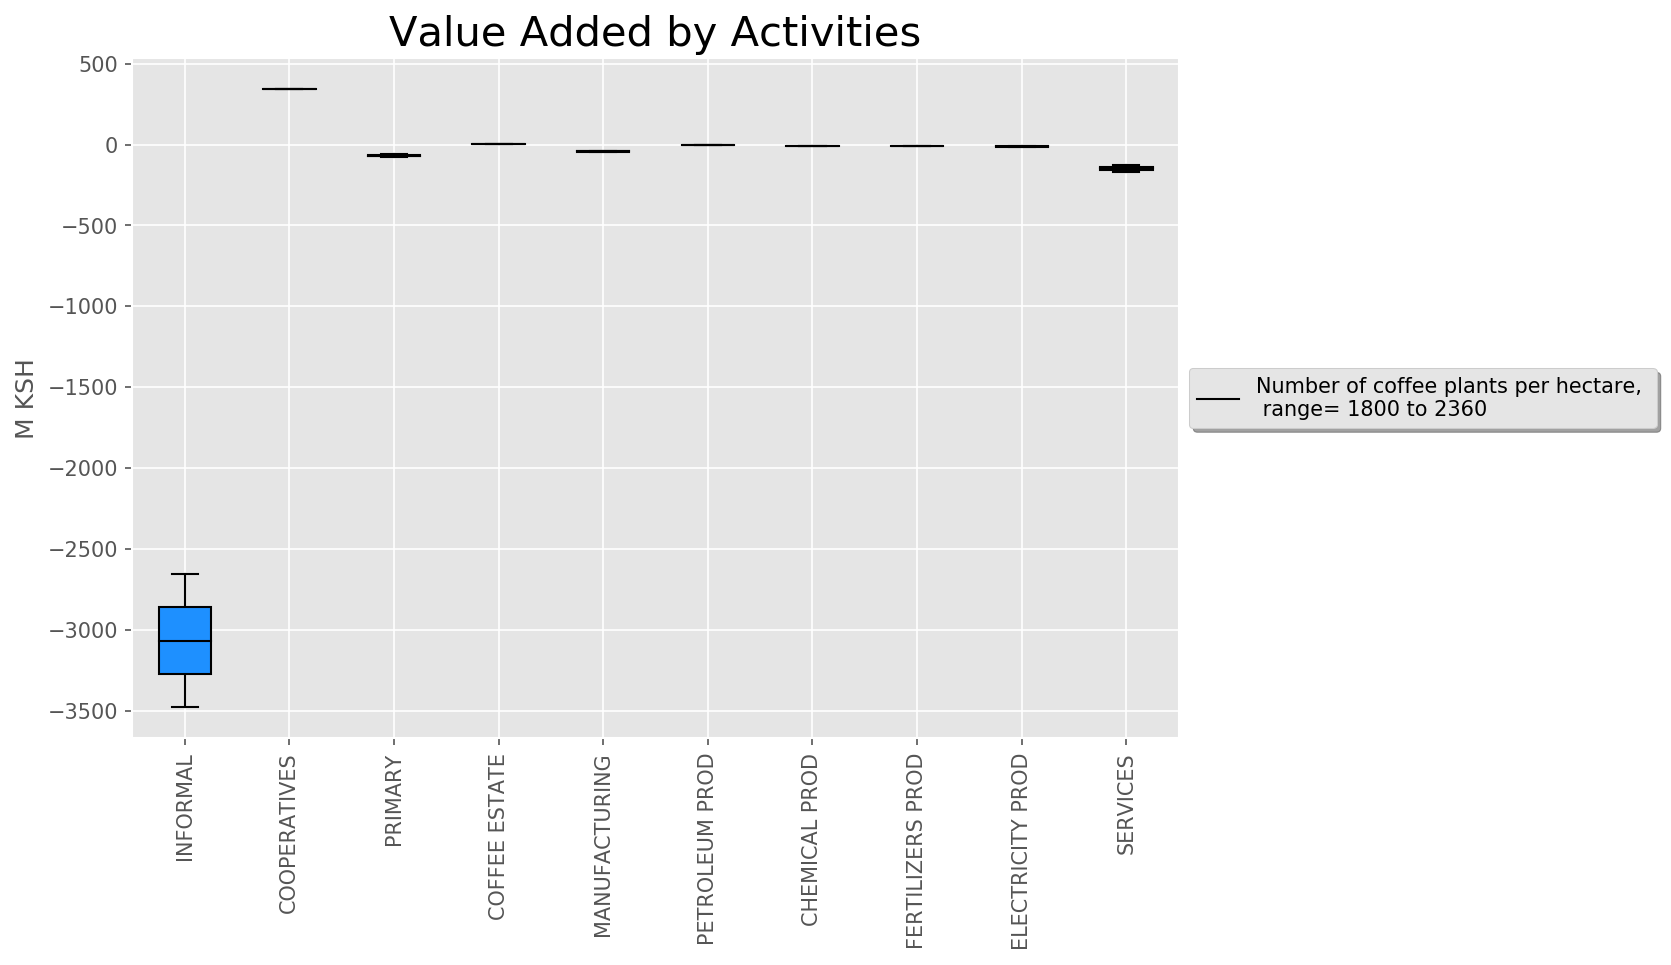 Value Added by Activities
500
0
−500
−1000
−1500
−2000
−2500
−3000
−3500
M KSH
INFORMAL
COOPERATIVES
PRIMARY
COFFEE ESTATE
MANUFACTURING
PETROLEUM PROD
CHEMICAL PROD
FERTILIZERS PROD
ELECTRICITY PROD
SERVICES
Number of coffee plants per hectare,
range= 1800 to 2360